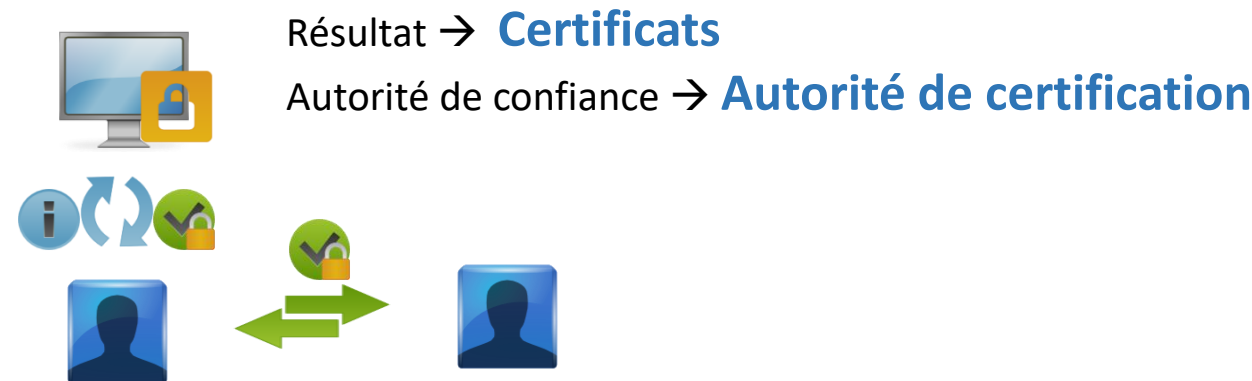 Résultat → Certificats
Autorité de confiance → Autorité de certification
i